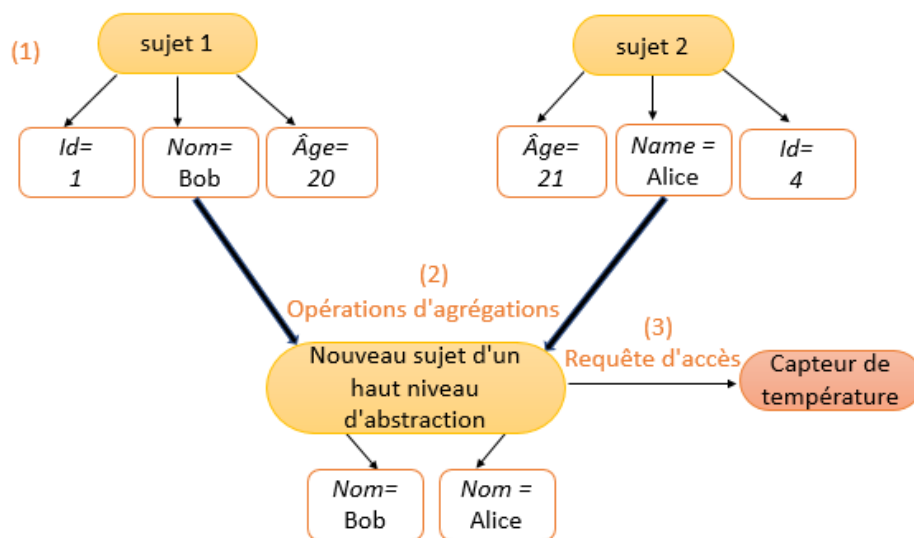 (1)
sujet 1
sujet 2
Id=
1
Nom=
Bob
Âge=
20
Âge=
21
Name =
Alice
Id=
4
(2)
Opérations d'agrégations
(3)
Requête d'accès
Nouveau sujet d'un
haut niveau
d'abstraction
Capteur de
température
Nom=
Bob
Nom =
Alice